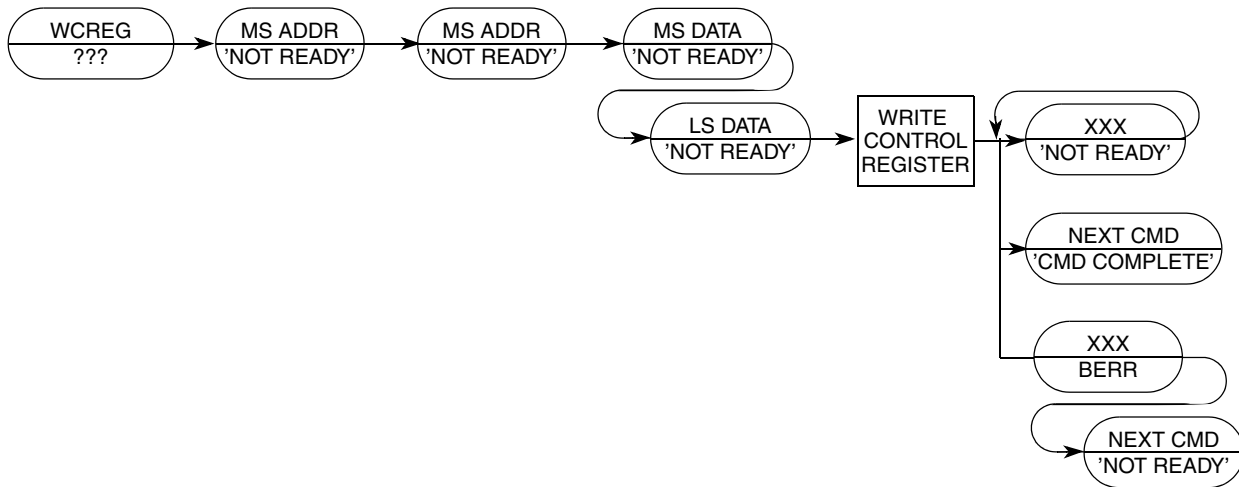 WCREG
???
MS ADDR
'NOT READY'
MS ADDR
'NOT READY'
MS DATA
'NOT READY'
LS DATA
'NOT READY'
WRITE
CONTROL
REGISTER
XXX
'NOT READY'
NEXT CMD
'CMD COMPLETE'
XXX
BERR
NEXT CMD
'NOT READY'